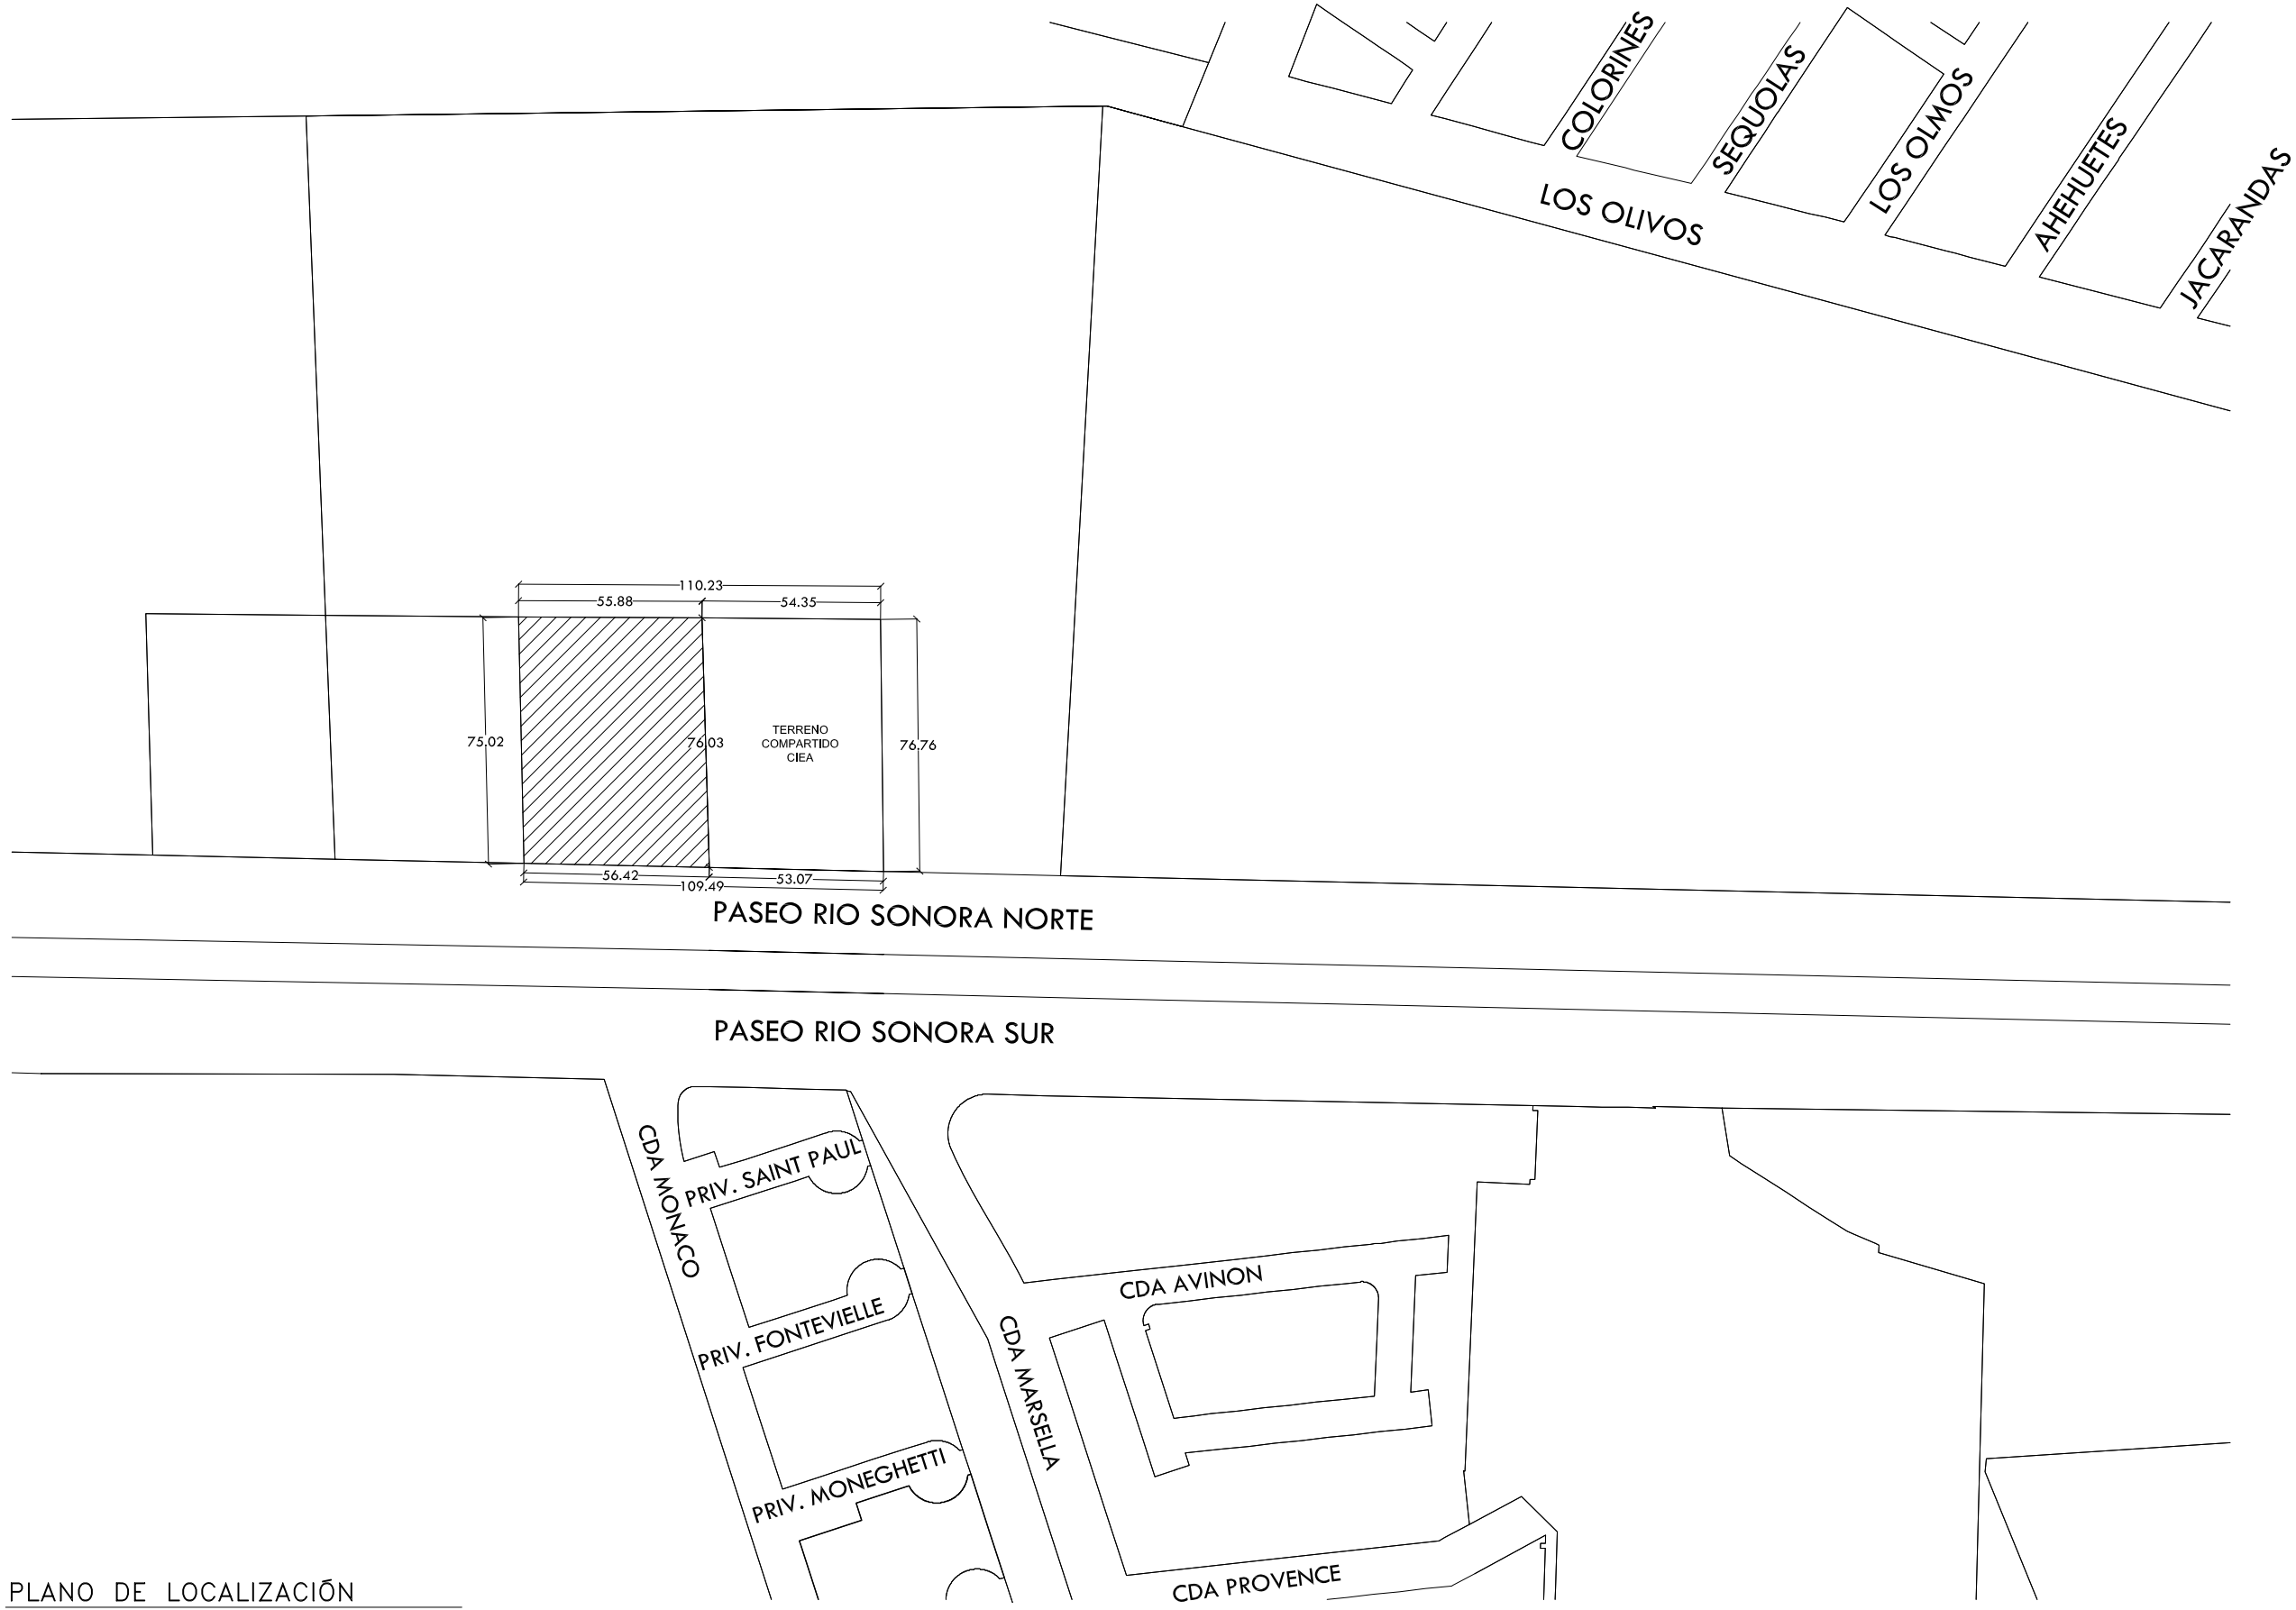 COLORINES
SEQUOLAS
LOS OLMOS
AHEHUETES
JACARANDAS
LOS OLIVOS
110.23
55.88
54.35
75.02
76.03
TERRENO
COMPARTIDO
CIEA
76.76
56.42
53.07
109.49
PASEO RIO SONORA NORTE
PASEO RIO SONORA SUR
CDA MONACO
PRIV. SAINT PAUL
PRIV. FONTEVIELLE
PRIV. MONEGHETTI
CDA AVINON
CDA MARSELLA
CDA PROVENCE
PLANO DE LOCALIZACIÓN